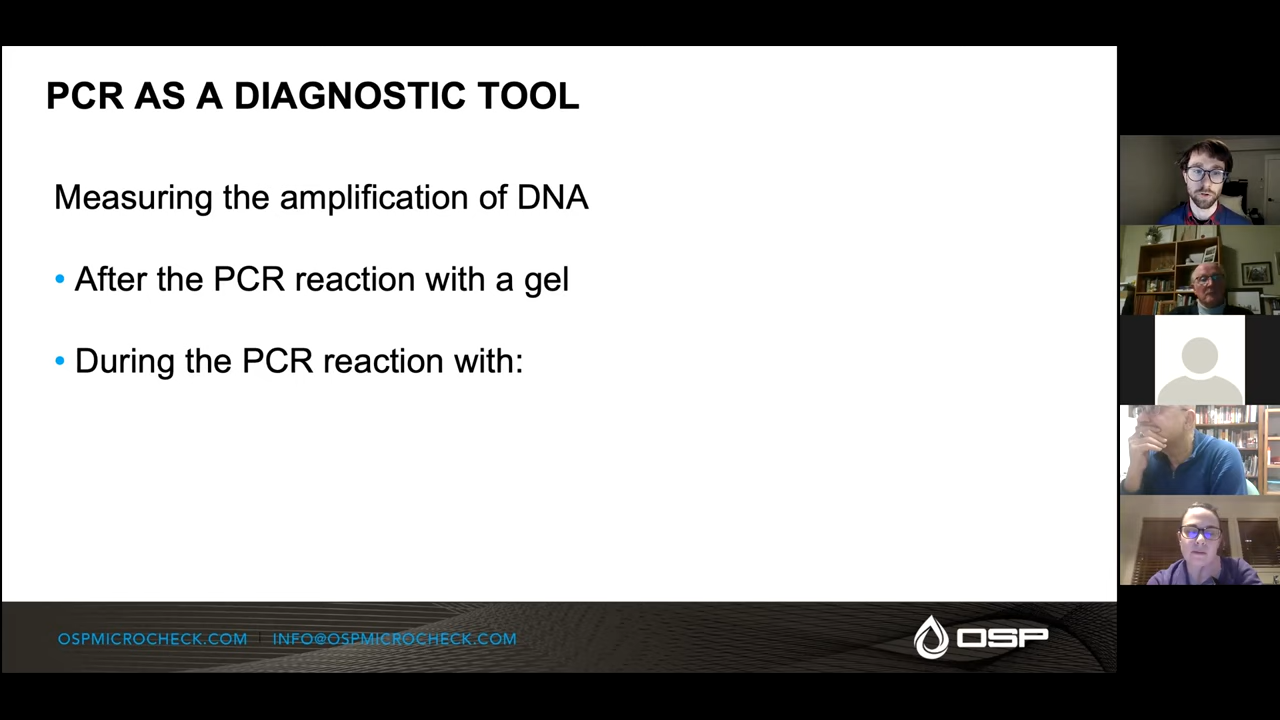 PCR AS A DIAGNOSTIC TOOL
Measuring the amplification of DNA
• After the PCR reaction with a gel
• During the PCR reaction with:
OSPMICROCHECK.COM | INFO@OSPMICROCHECK.COM
OSP